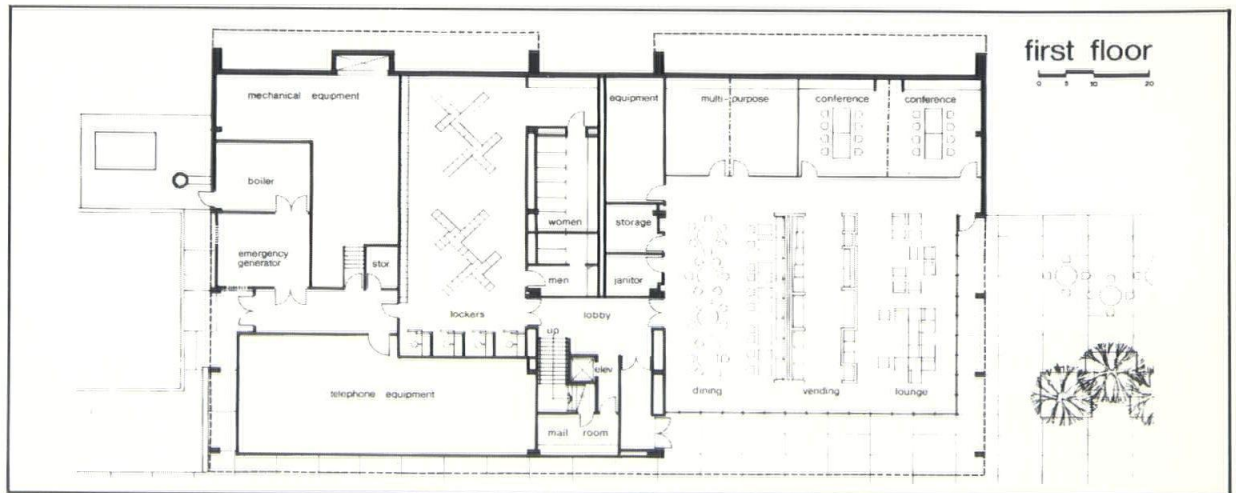 first floor
0 5 10 20
mechanical equipment
equipment
multi-purpose
conference
conference
boiler
women
storage
emergency
generator
stor
men
janitor
lockers
lobby
up
elev
telephone equipment
dining
vending
lounge
mail room